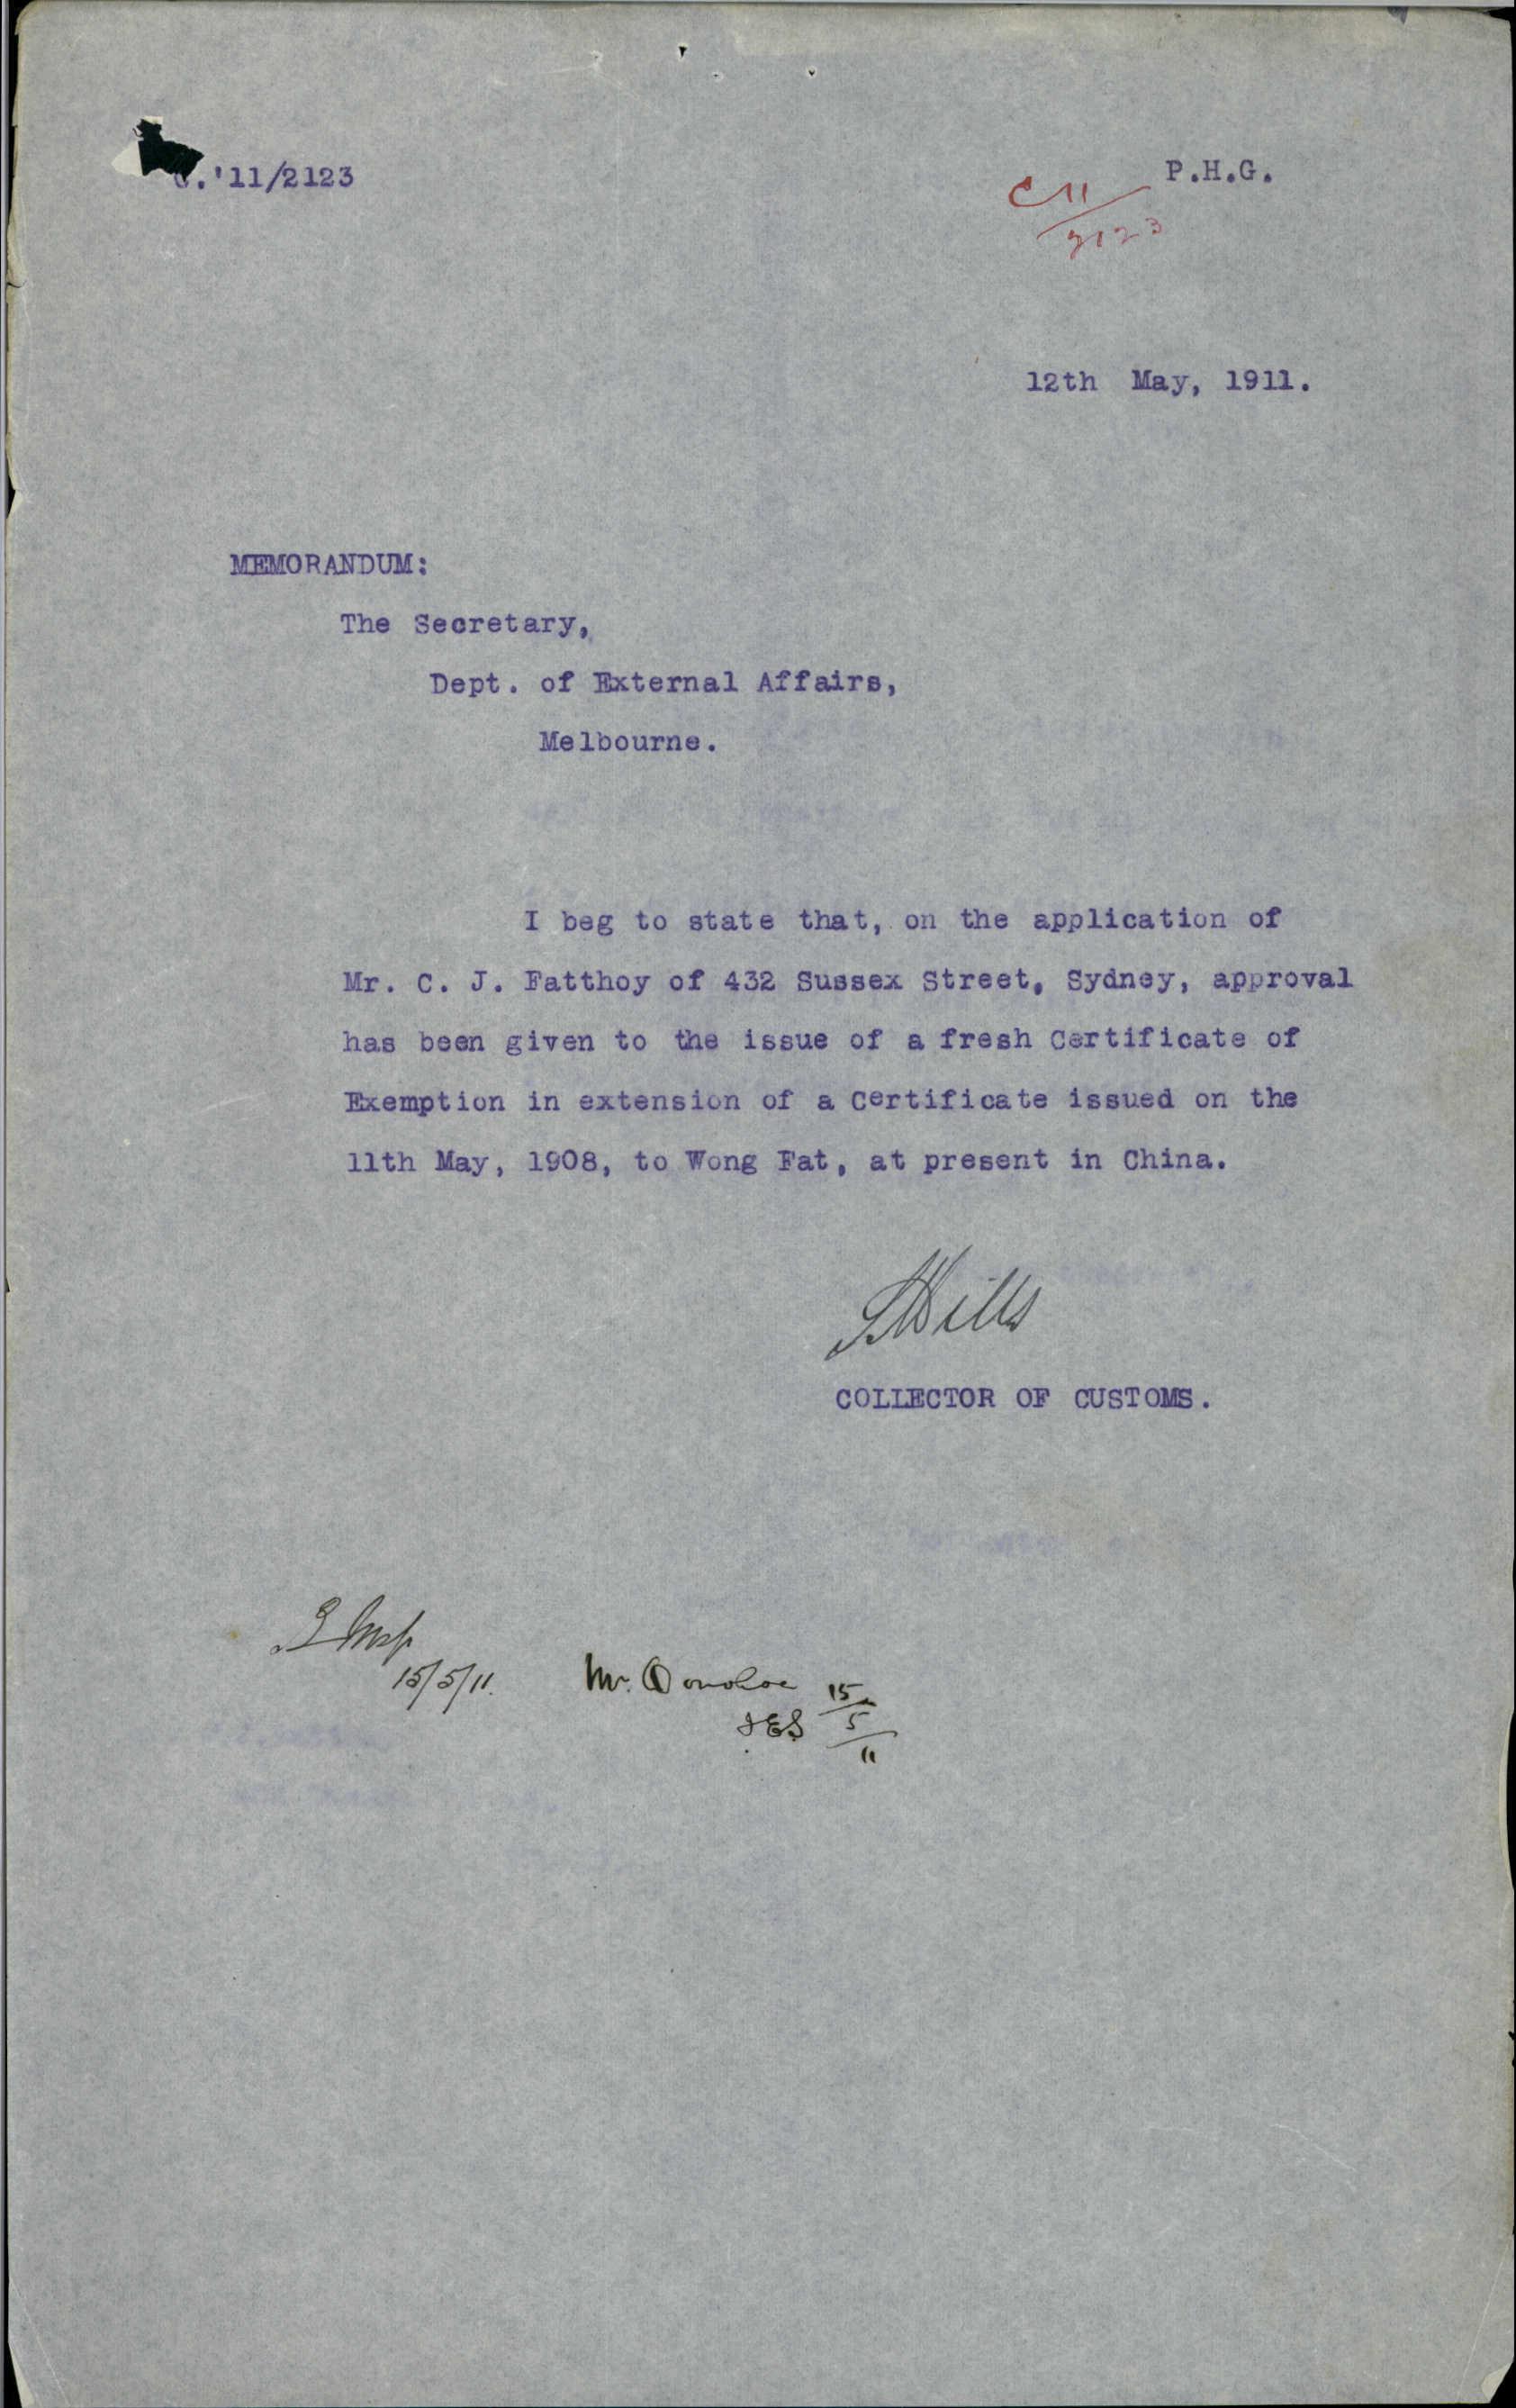 C.'11/2123
P.H.G.
C11/2123
12th May, 1911.
MEMORANDUM:
The Secretary,
Dept. of External Affairs,
Melbourne.
I beg to state that, on the application of
Mr. C. J. Fatthoy of 432 Sussex Street, Sydney, approval
has been given to the issue of a fresh Certificate of
Exemption in extension of a Certificate issued on the
11th May, 1908, to Wong Fat, at present in China.
COLLECTOR OF CUSTOMS.
15/5/11.
Mr. Donohoe
15/5/11